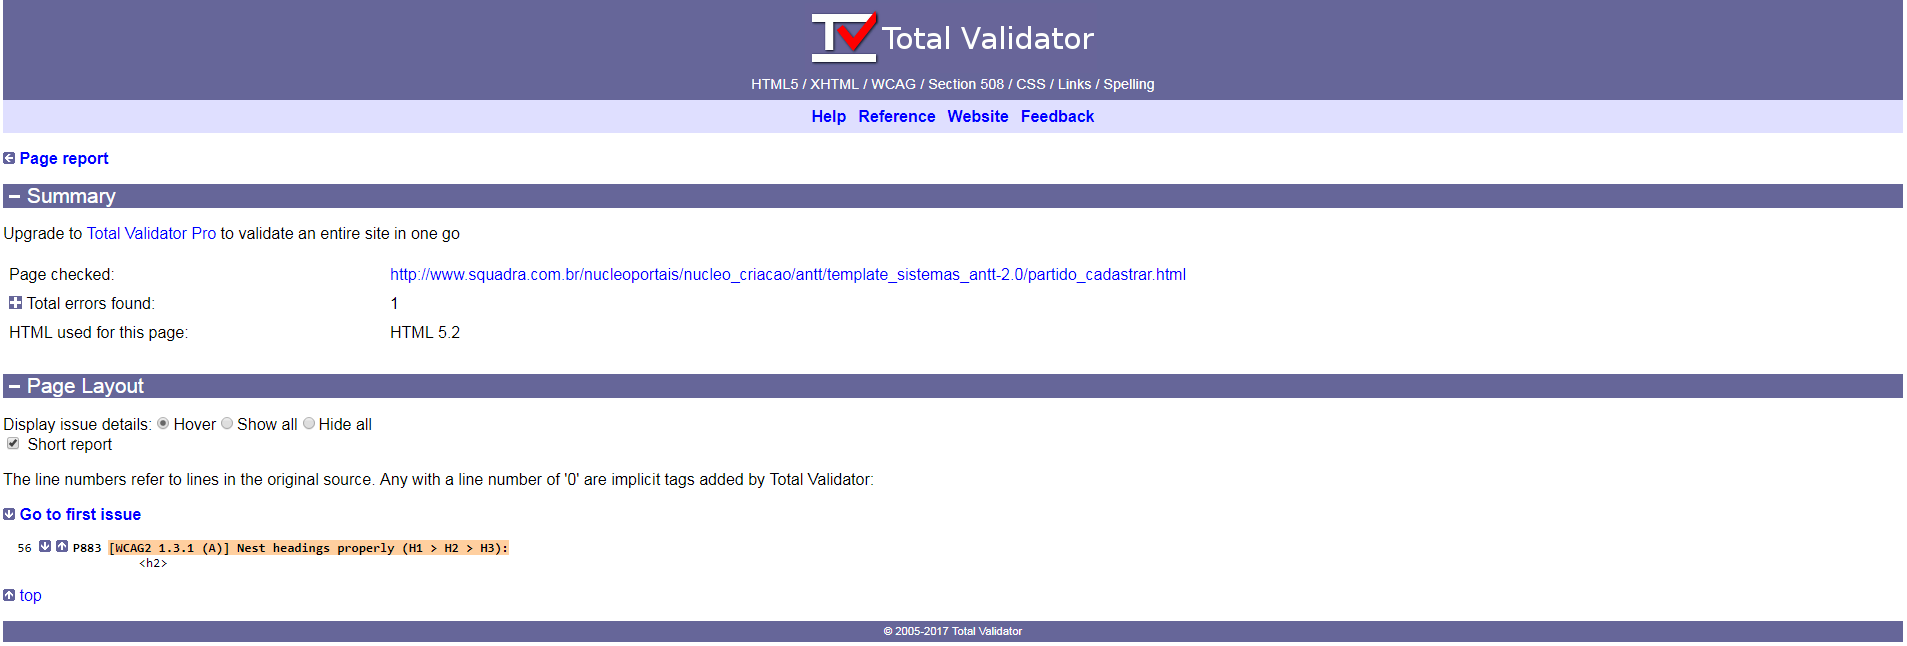 TV Total Validator
HTML5 / XHTML / WCAG / Section 508 / CSS / Links / Spelling
Help Reference Website Feedback
Page report
Summary
Upgrade to Total Validator Pro to validate an entire site in one go
Page checked: http://www.squadra.com.br/nucleoportais/nucleo_criacao/antt/template_sistemas_antt-2.0/partido_cadastrar.html
Total errors found: 1
HTML used for this page: HTML 5.2
Page Layout
Display issue details: Hover Show all Hide all
Short report
The line numbers refer to lines in the original source. Any with a line number of '0' are implicit tags added by Total Validator:
Go to first issue
56 P883 [WCAG2 1.3.1 (A)] Nest headings properly (H1 > H2 > H3):
<h2>
top
© 2005-2017 Total Validator